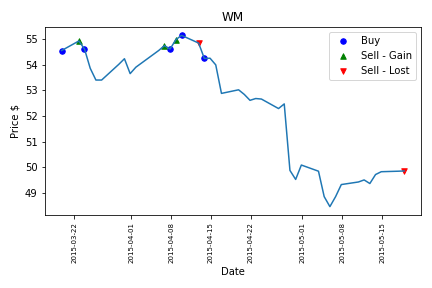 WM
Buy
Sell - Gain
Sell - Lost
Price $
55
54
53
52
51
50
49
2015-03-22
2015-04-01
2015-04-08
2015-04-15
2015-04-22
2015-05-01
2015-05-08
2015-05-15
Date